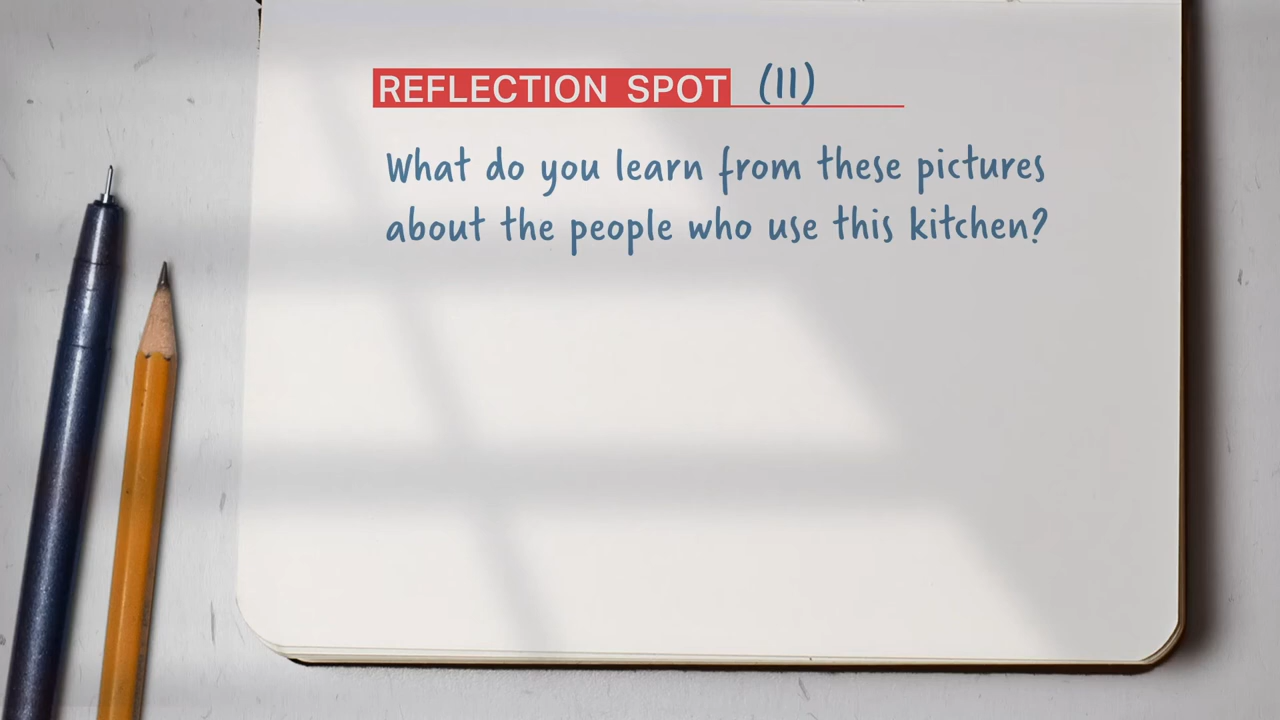 REFLECTION SPOT (II)
What do you learn from these pictures
about the people who use this kitchen?